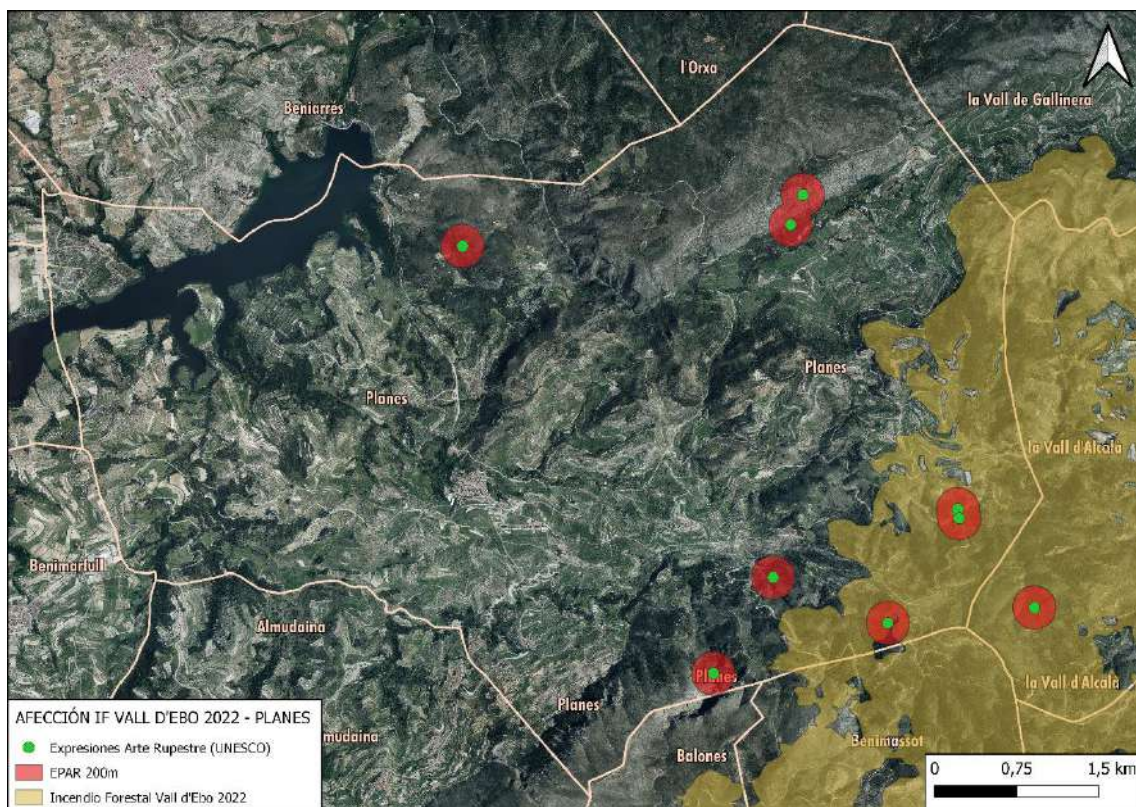 l'Orxa
la Vall de Gallinera
Beniarres
Planes
Planes
la Vall d'Alcalà
Benimarfull
Almudaina
Planes
la Vall d'Alcalà
Planes
Benimassot
Balones
lmudaina
AFECCIÓN IF VALL D'EBO 2022 - PLANES
Expresiones Arte Rupestre (UNESCO)
EPAR 200m
Incendio Forestal Vall d'Ebo 2022
0 0,75 1,5 km